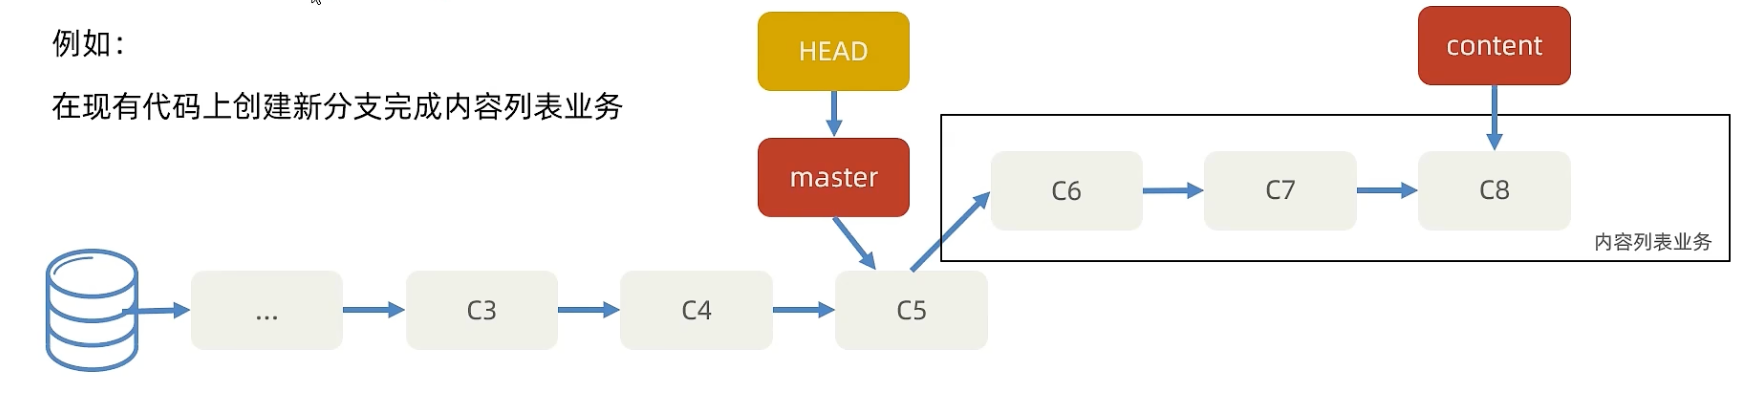 例如：
在现有代码上创建新分支完成内容列表业务
HEAD
content
master
C6
C7
C8
内容列表业务
...
C3
C4
C5